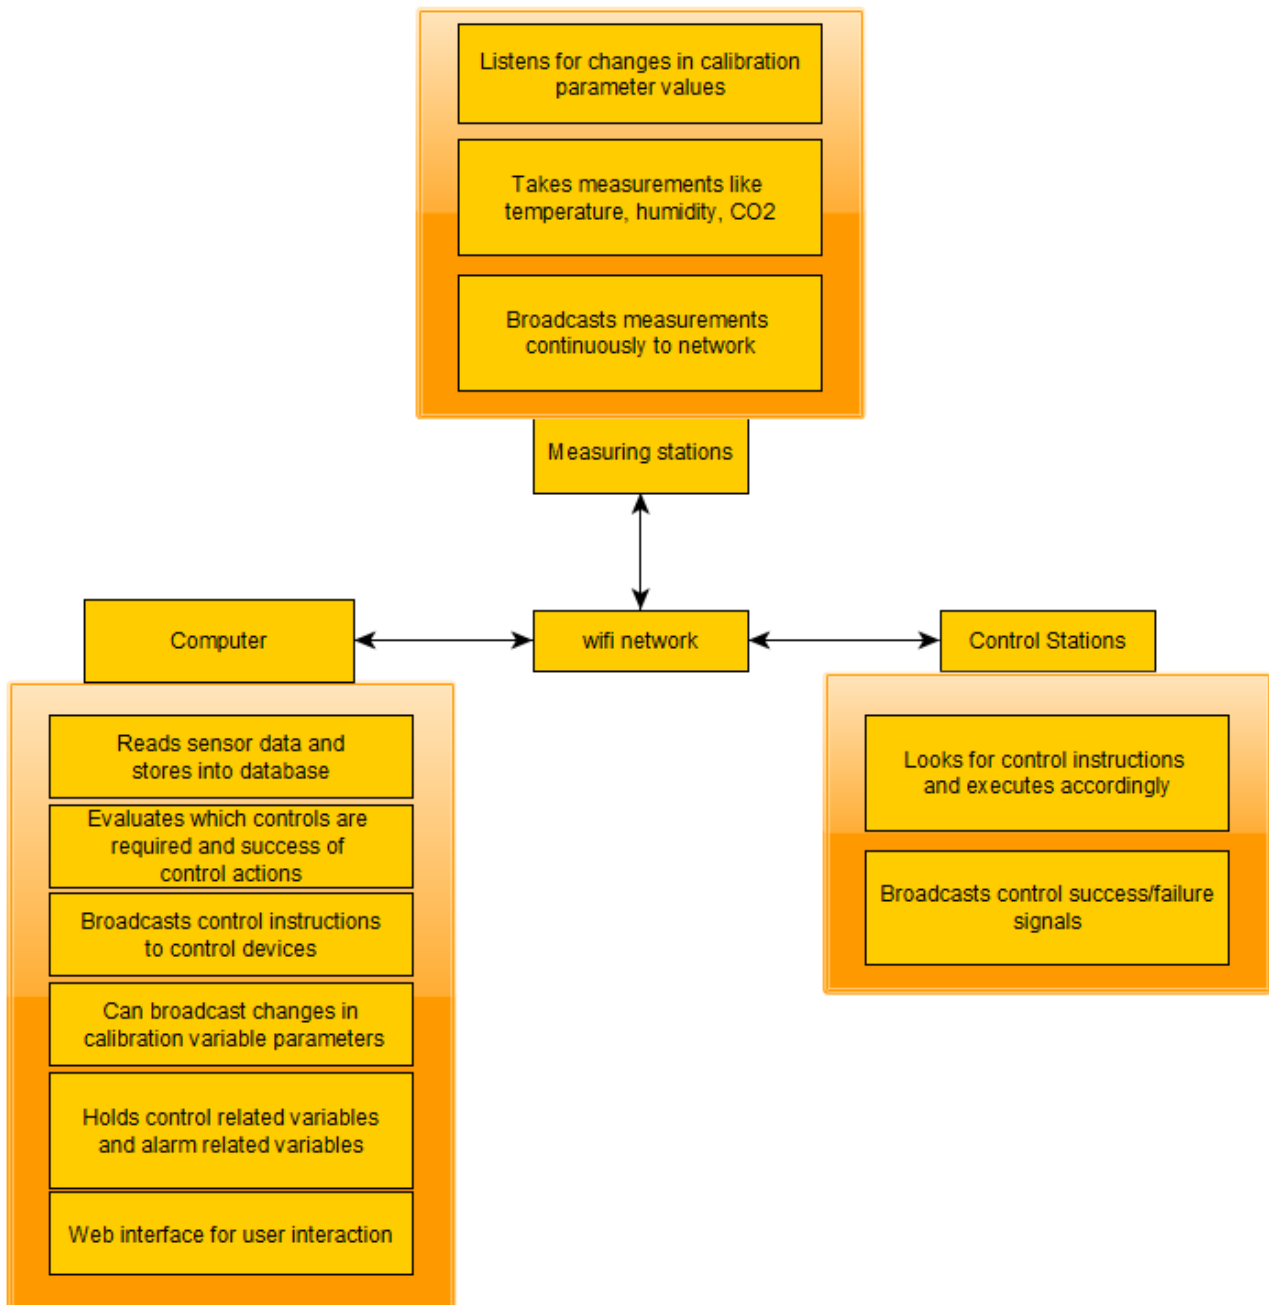 Listens for changes in calibration
parameter values
Takes measurements like
temperature, humidity, CO2
Broadcasts measurements
continuously to network
Measuring stations
Computer
wifi network
Control Stations
Reads sensor data and
stores into database
Evaluates which controls are
required and success of
control actions
Broadcasts control instructions
to control devices
Can broadcast changes in
calibration variable parameters
Holds control related variables
and alarm related variables
Web interface for user interaction
Looks for control instructions
and executes accordingly
Broadcasts control success/failure
signals